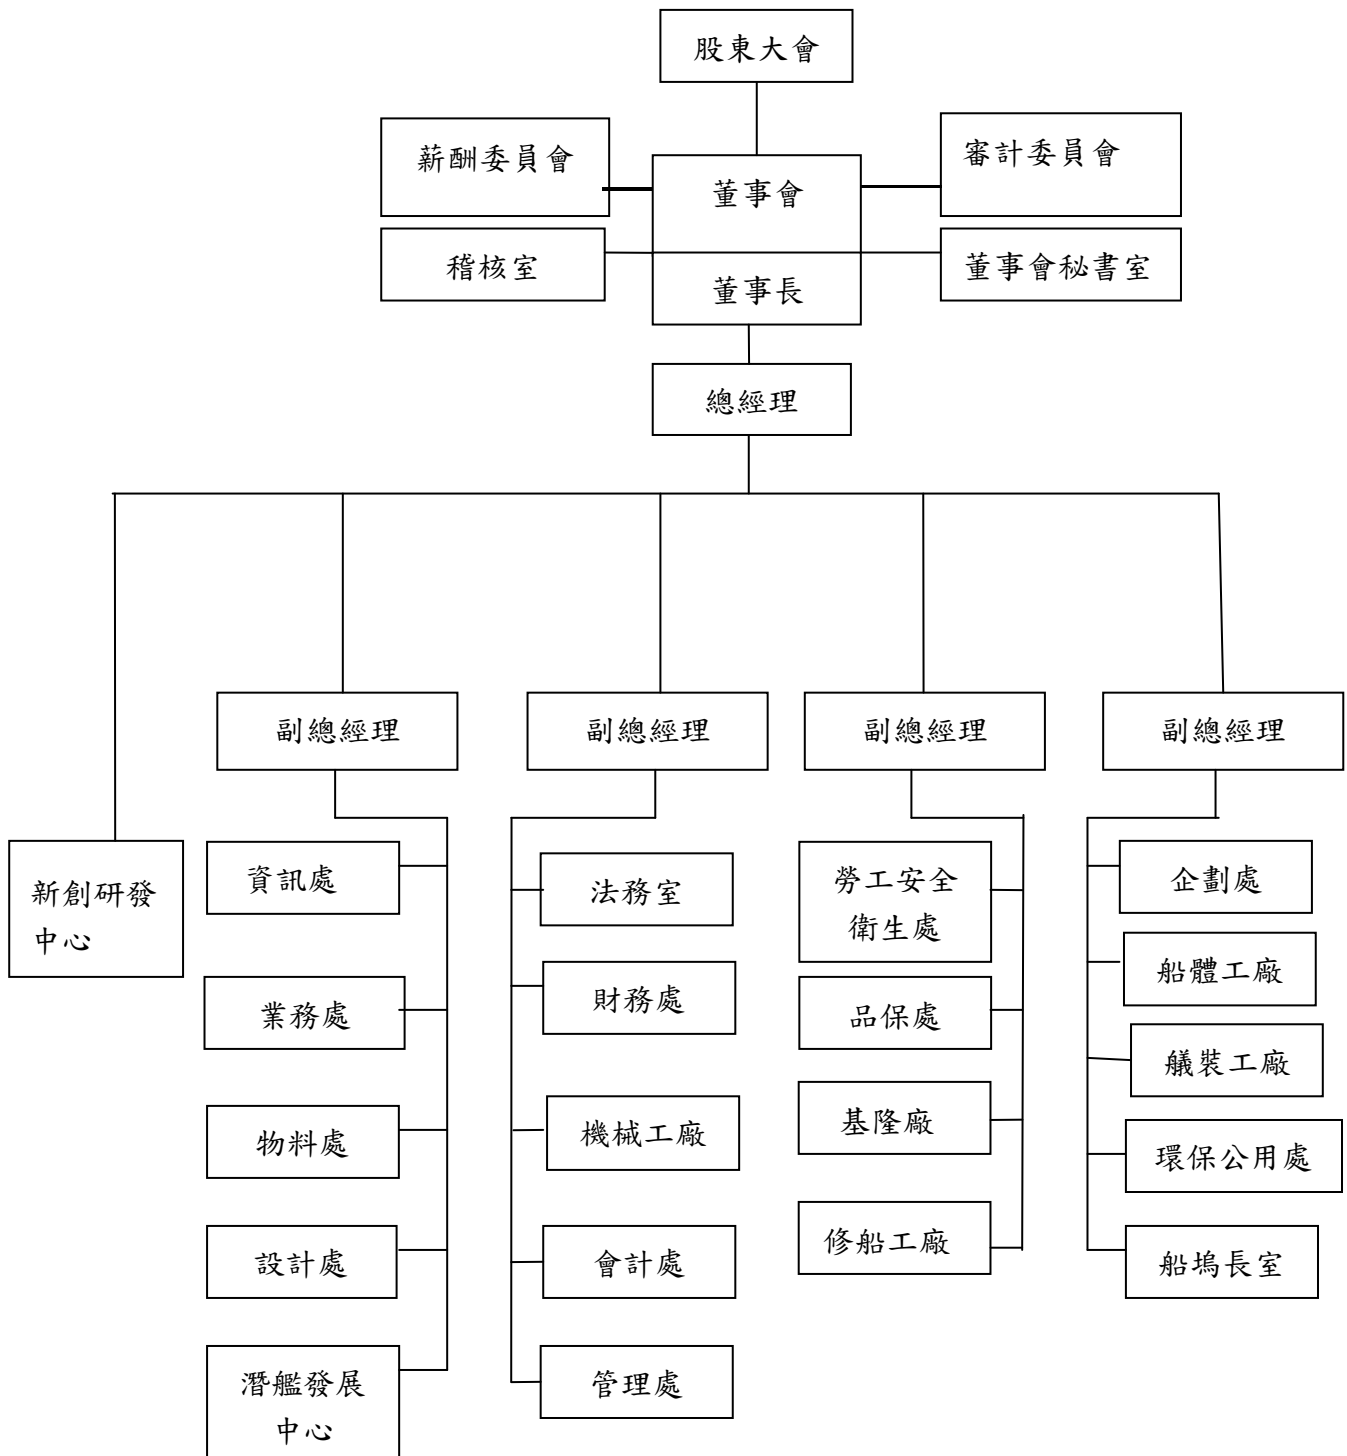 股東大會
薪酬委員會
審計委員會
董事會
稽核室
董事會秘書室
董事長
總經理
副總經理
副總經理
副總經理
副總經理
新創研發
中心
資訊處
業務處
物料處
設計處
潛艦發展
中心
法務室
財務處
機械工廠
會計處
管理處
勞工安全
衛生處
品保處
基隆廠
修船工廠
企劃處
船體工廠
艤裝工廠
環保公用處
船塢長室